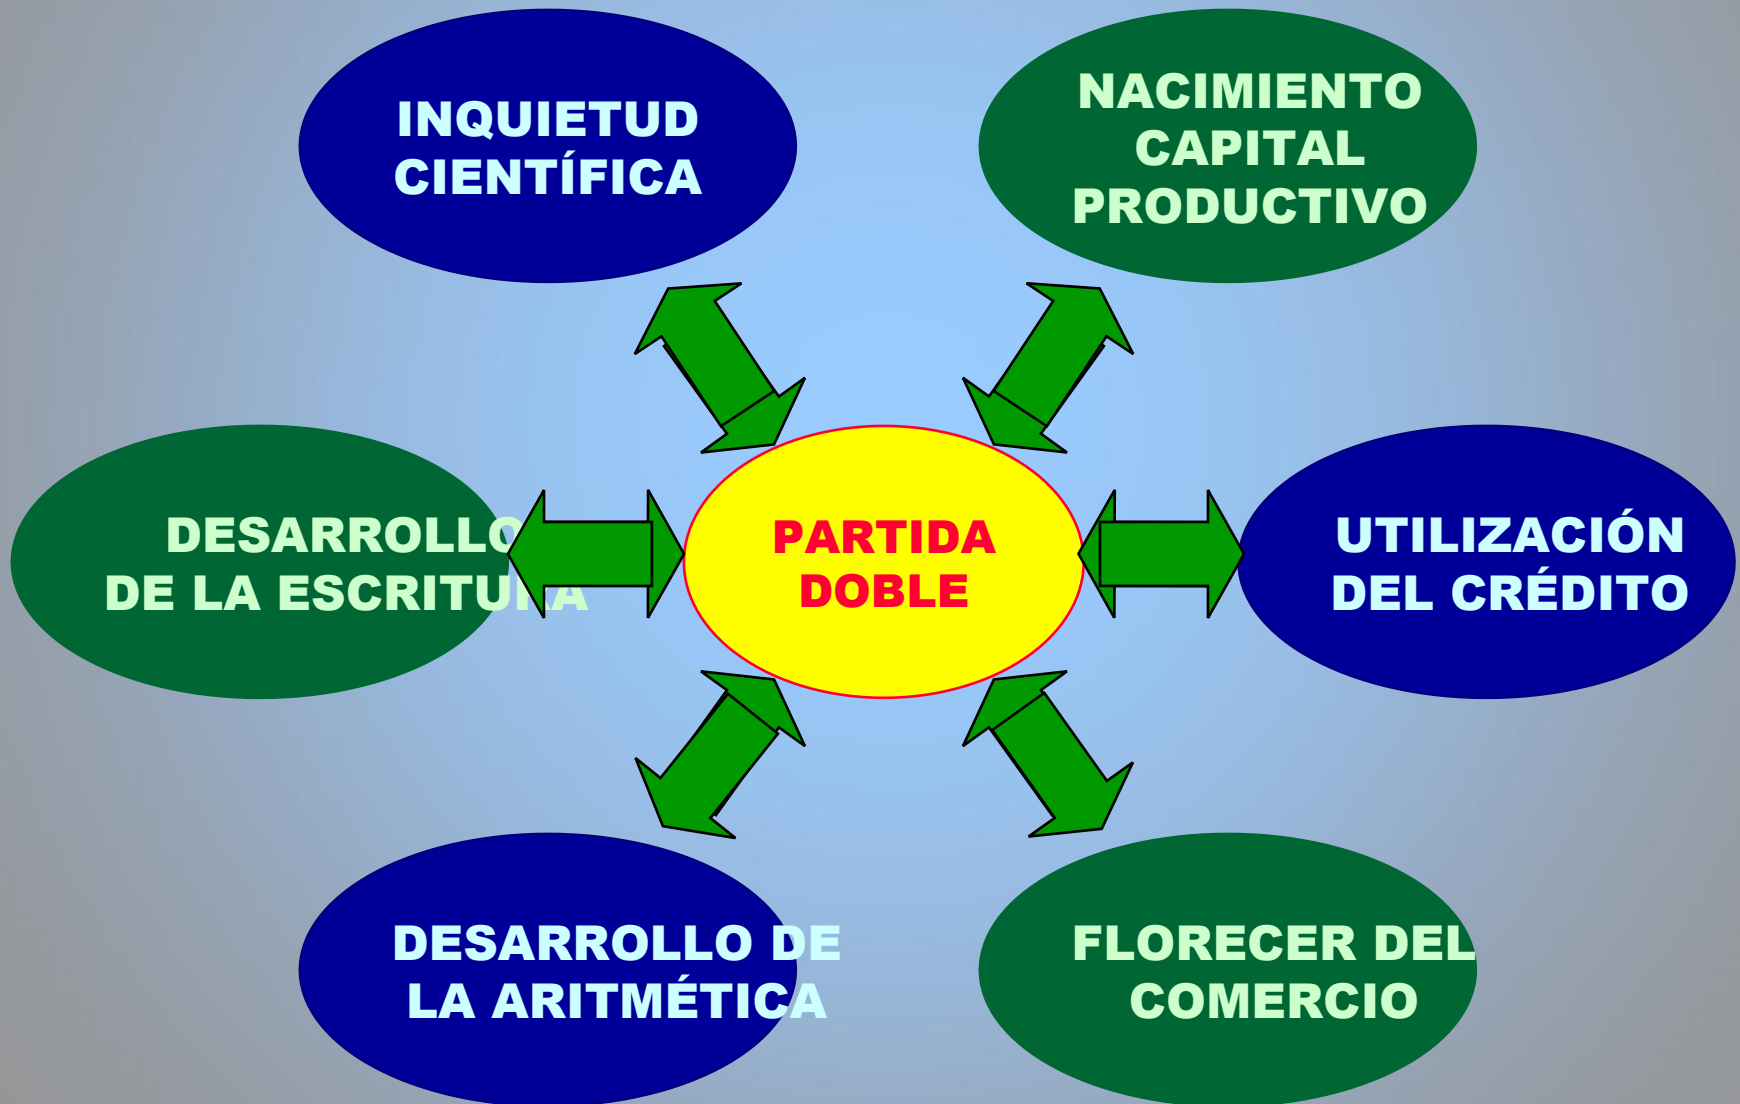 INQUIETUD
CIENTÍFICA
NACIMIENTO
CAPITAL
PRODUCTIVO
DESARROLLO
DE LA ESCRITURA
PARTIDA
DOBLE
UTILIZACIÓN
DEL CRÉDITO
DESARROLLO DE
LA ARITMÉTICA
FLORECER DEL
COMERCIO